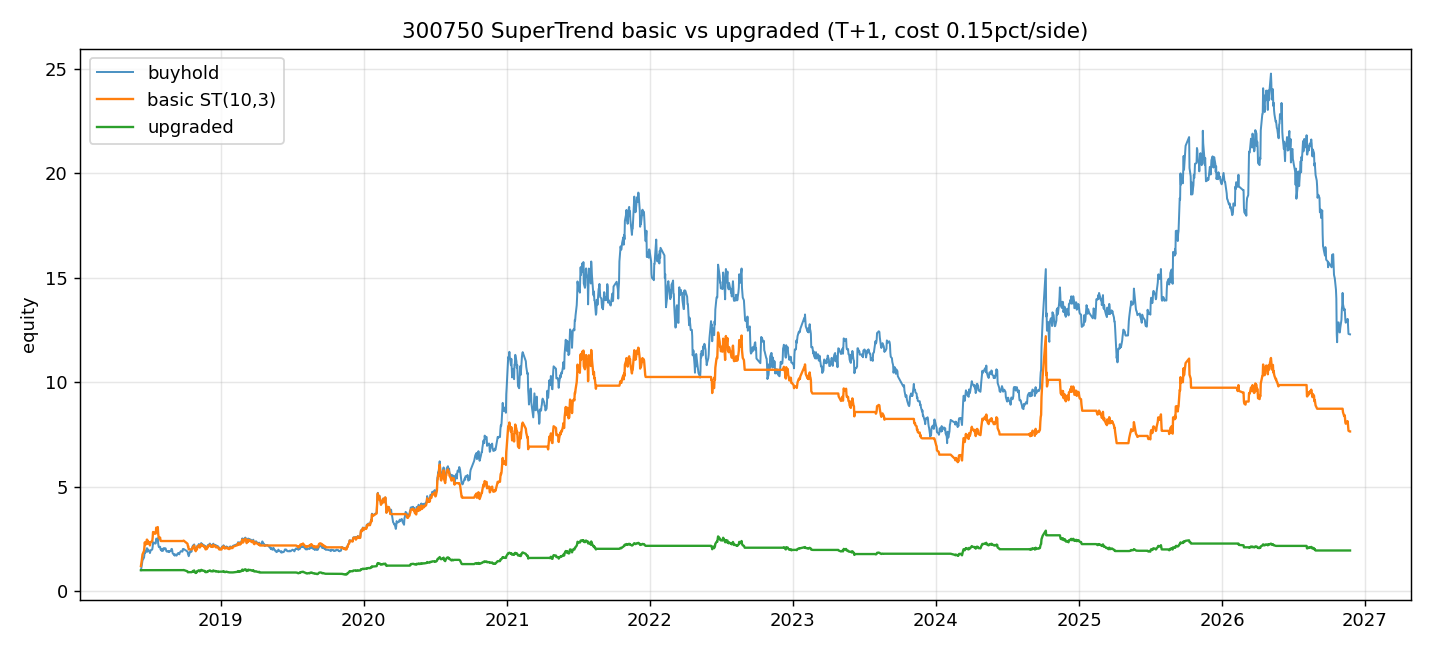 300750 SuperTrend basic vs upgraded (T+1, cost 0.15pct/side)
buyhold
basic ST(10,3)
upgraded
equity
25
20
15
10
5
0
2019 2020 2021 2022 2023 2024 2025 2026 2027